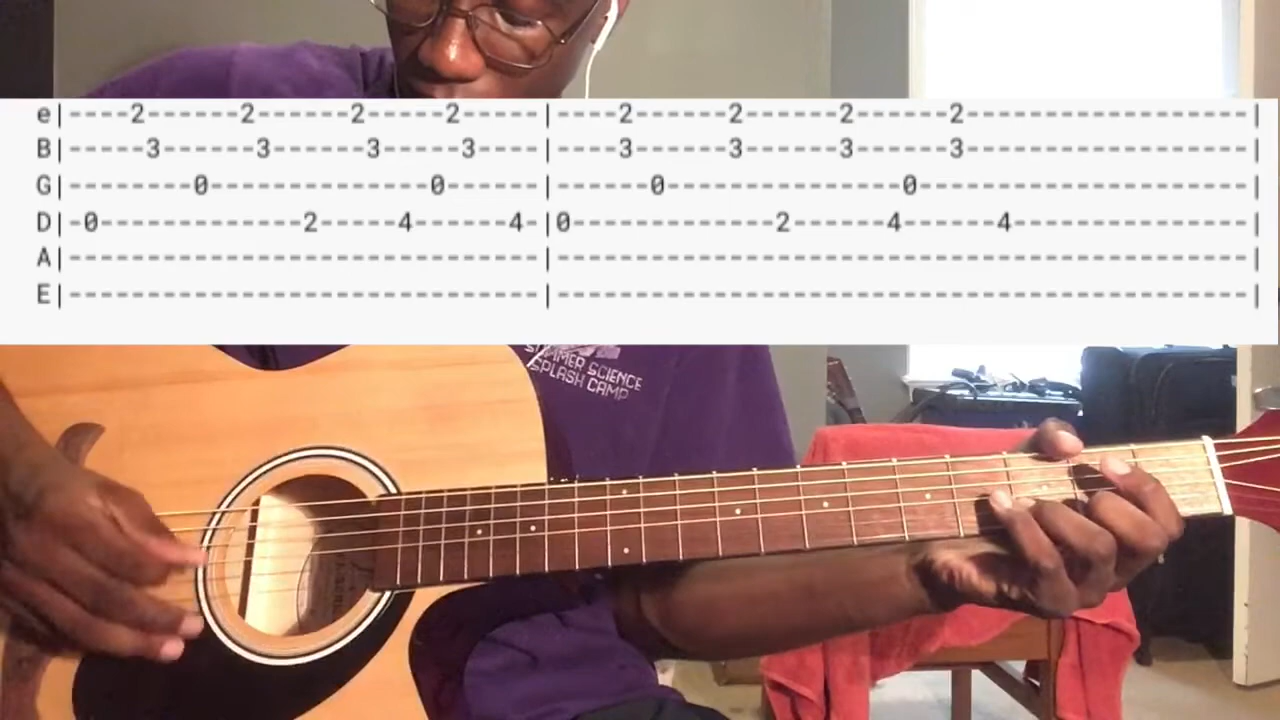 e|----2------2------2-----2-----|----2------2------2------2------------------|
B|-----3------3------3-----3----|----3------3------3------3------------------|
G|--------0--------------0------|------0---------------0---------------------|
D|-0-------------2-----4------4-|0-------------2------4------4---------------|
A|------------------------------|--------------------------------------------|
E|------------------------------|--------------------------------------------|
SUMMER SCIENCE
SPLASH CAMP